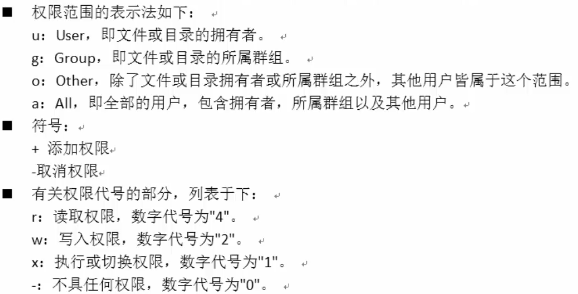 ■ 权限范围的表示法如下：
u：User，即文件或目录的拥有者。
g：Group，即文件或目录的所属群组。
o：Other，除了文件或目录拥有者或所属群组之外，其他用户皆属于这个范围。
a：All，即全部的用户，包含拥有者，所属群组以及其他用户。
■ 符号：
+ 添加权限
-取消权限
■ 有关权限代号的部分，列表于下：
r：读取权限，数字代号为"4"。
w：写入权限，数字代号为"2"。
x：执行或切换权限，数字代号为"1"。
-：不具任何权限，数字代号为"0"。